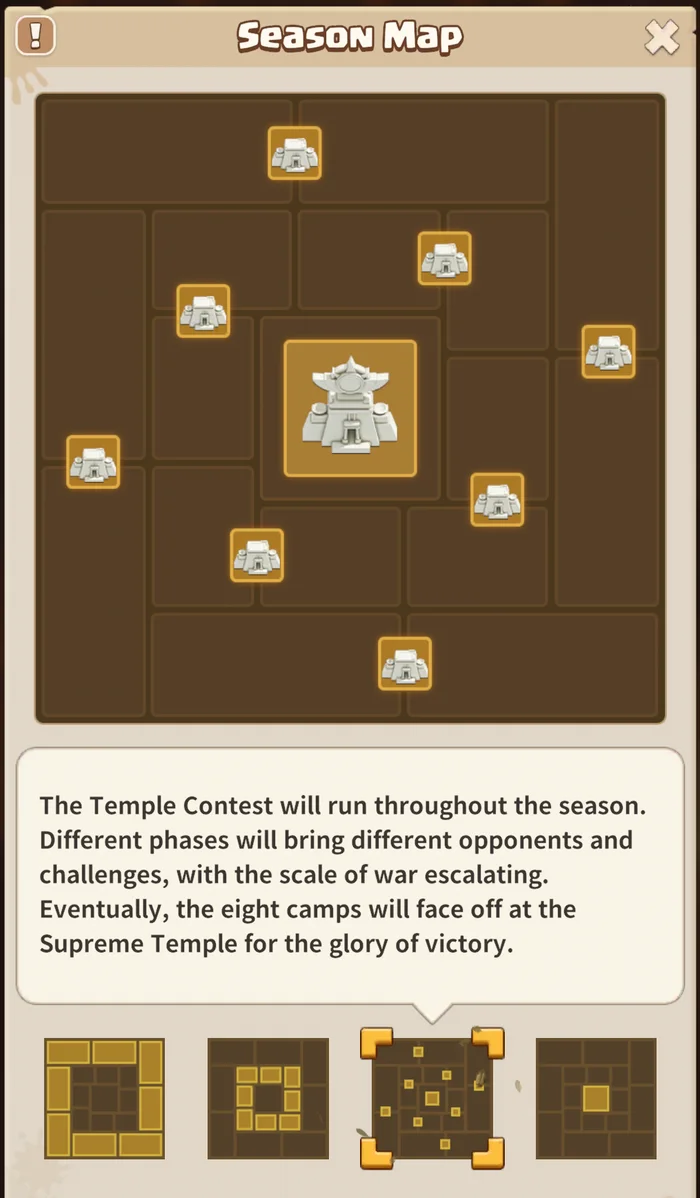 !
Season Map
The Temple Contest will run throughout the season.
Different phases will bring different opponents and
challenges, with the scale of war escalating.
Eventually, the eight camps will face off at the
Supreme Temple for the glory of victory.